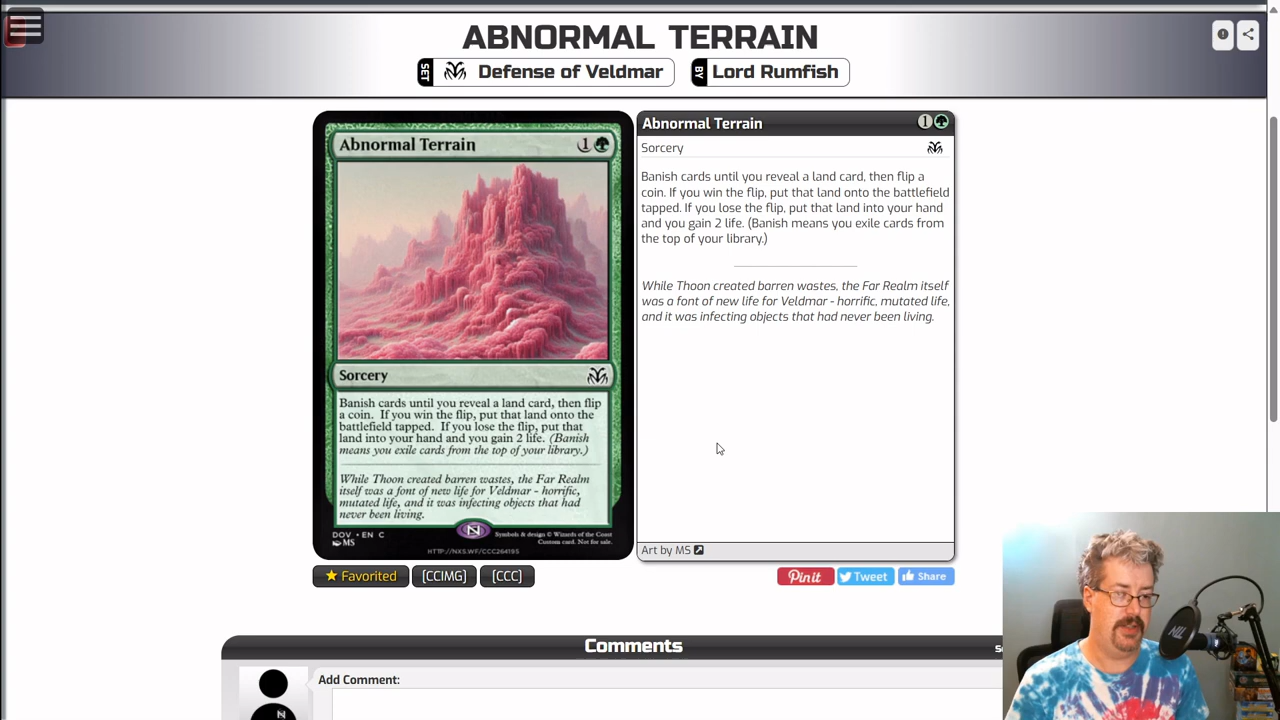 ABNORMAL TERRAIN
SET Defense of Veldmar BY Lord Rumfish
Abnormal Terrain 1
Sorcery
Banish cards until you reveal a land card, then flip
a coin. If you win the flip, put that land onto the
battlefield tapped. If you lose the flip, put that
land into your hand and you gain 2 life. (Banish
means you exile cards from the top of your library.)
While Thoon created barren wastes, the Far Realm
itself was a font of new life for Veldmar - horrific,
mutated life, and it was infecting objects that had
never been living.
DOV • EN C
MS
N
Symbols & design © Wizards of the Coast
Custom card. Not for sale.
HTTP://NXS.WF/CCC264195
Abnormal Terrain 1
Sorcery
Banish cards until you reveal a land card, then flip a
coin. If you win the flip, put that land onto the battlefield
tapped. If you lose the flip, put that land into your hand
and you gain 2 life. (Banish means you exile cards from
the top of your library.)
While Thoon created barren wastes, the Far Realm itself
was a font of new life for Veldmar - horrific, mutated life,
and it was infecting objects that had never been living.
Art by MS
Favorited [CCIMG] [CCC]
Pin it Tweet Share
Comments
Add Comment:
N